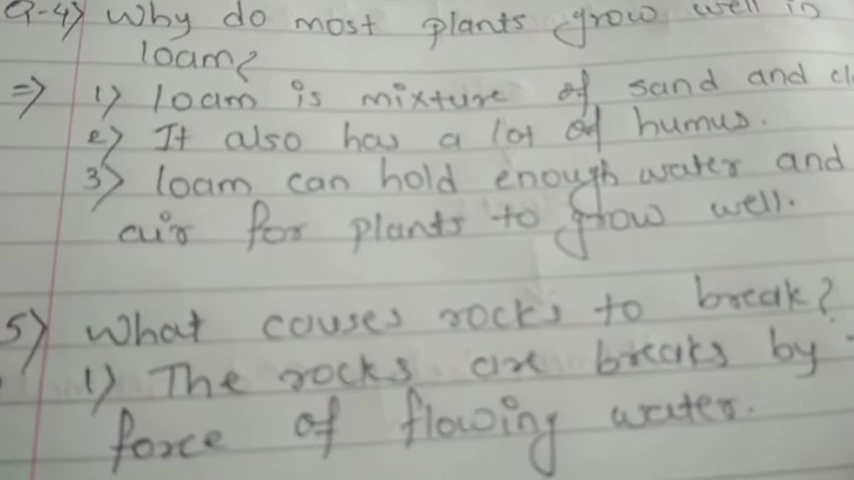 Q-4) Why do most plants grow well in
loam?
⇒ 1) loam is mixture of sand and
2) It also has a lot of humus.
3) loam can hold enough water and
air for plants to grow well.
5) What causes rocks to break?
1) The rocks are breaks by
force of flowing water.